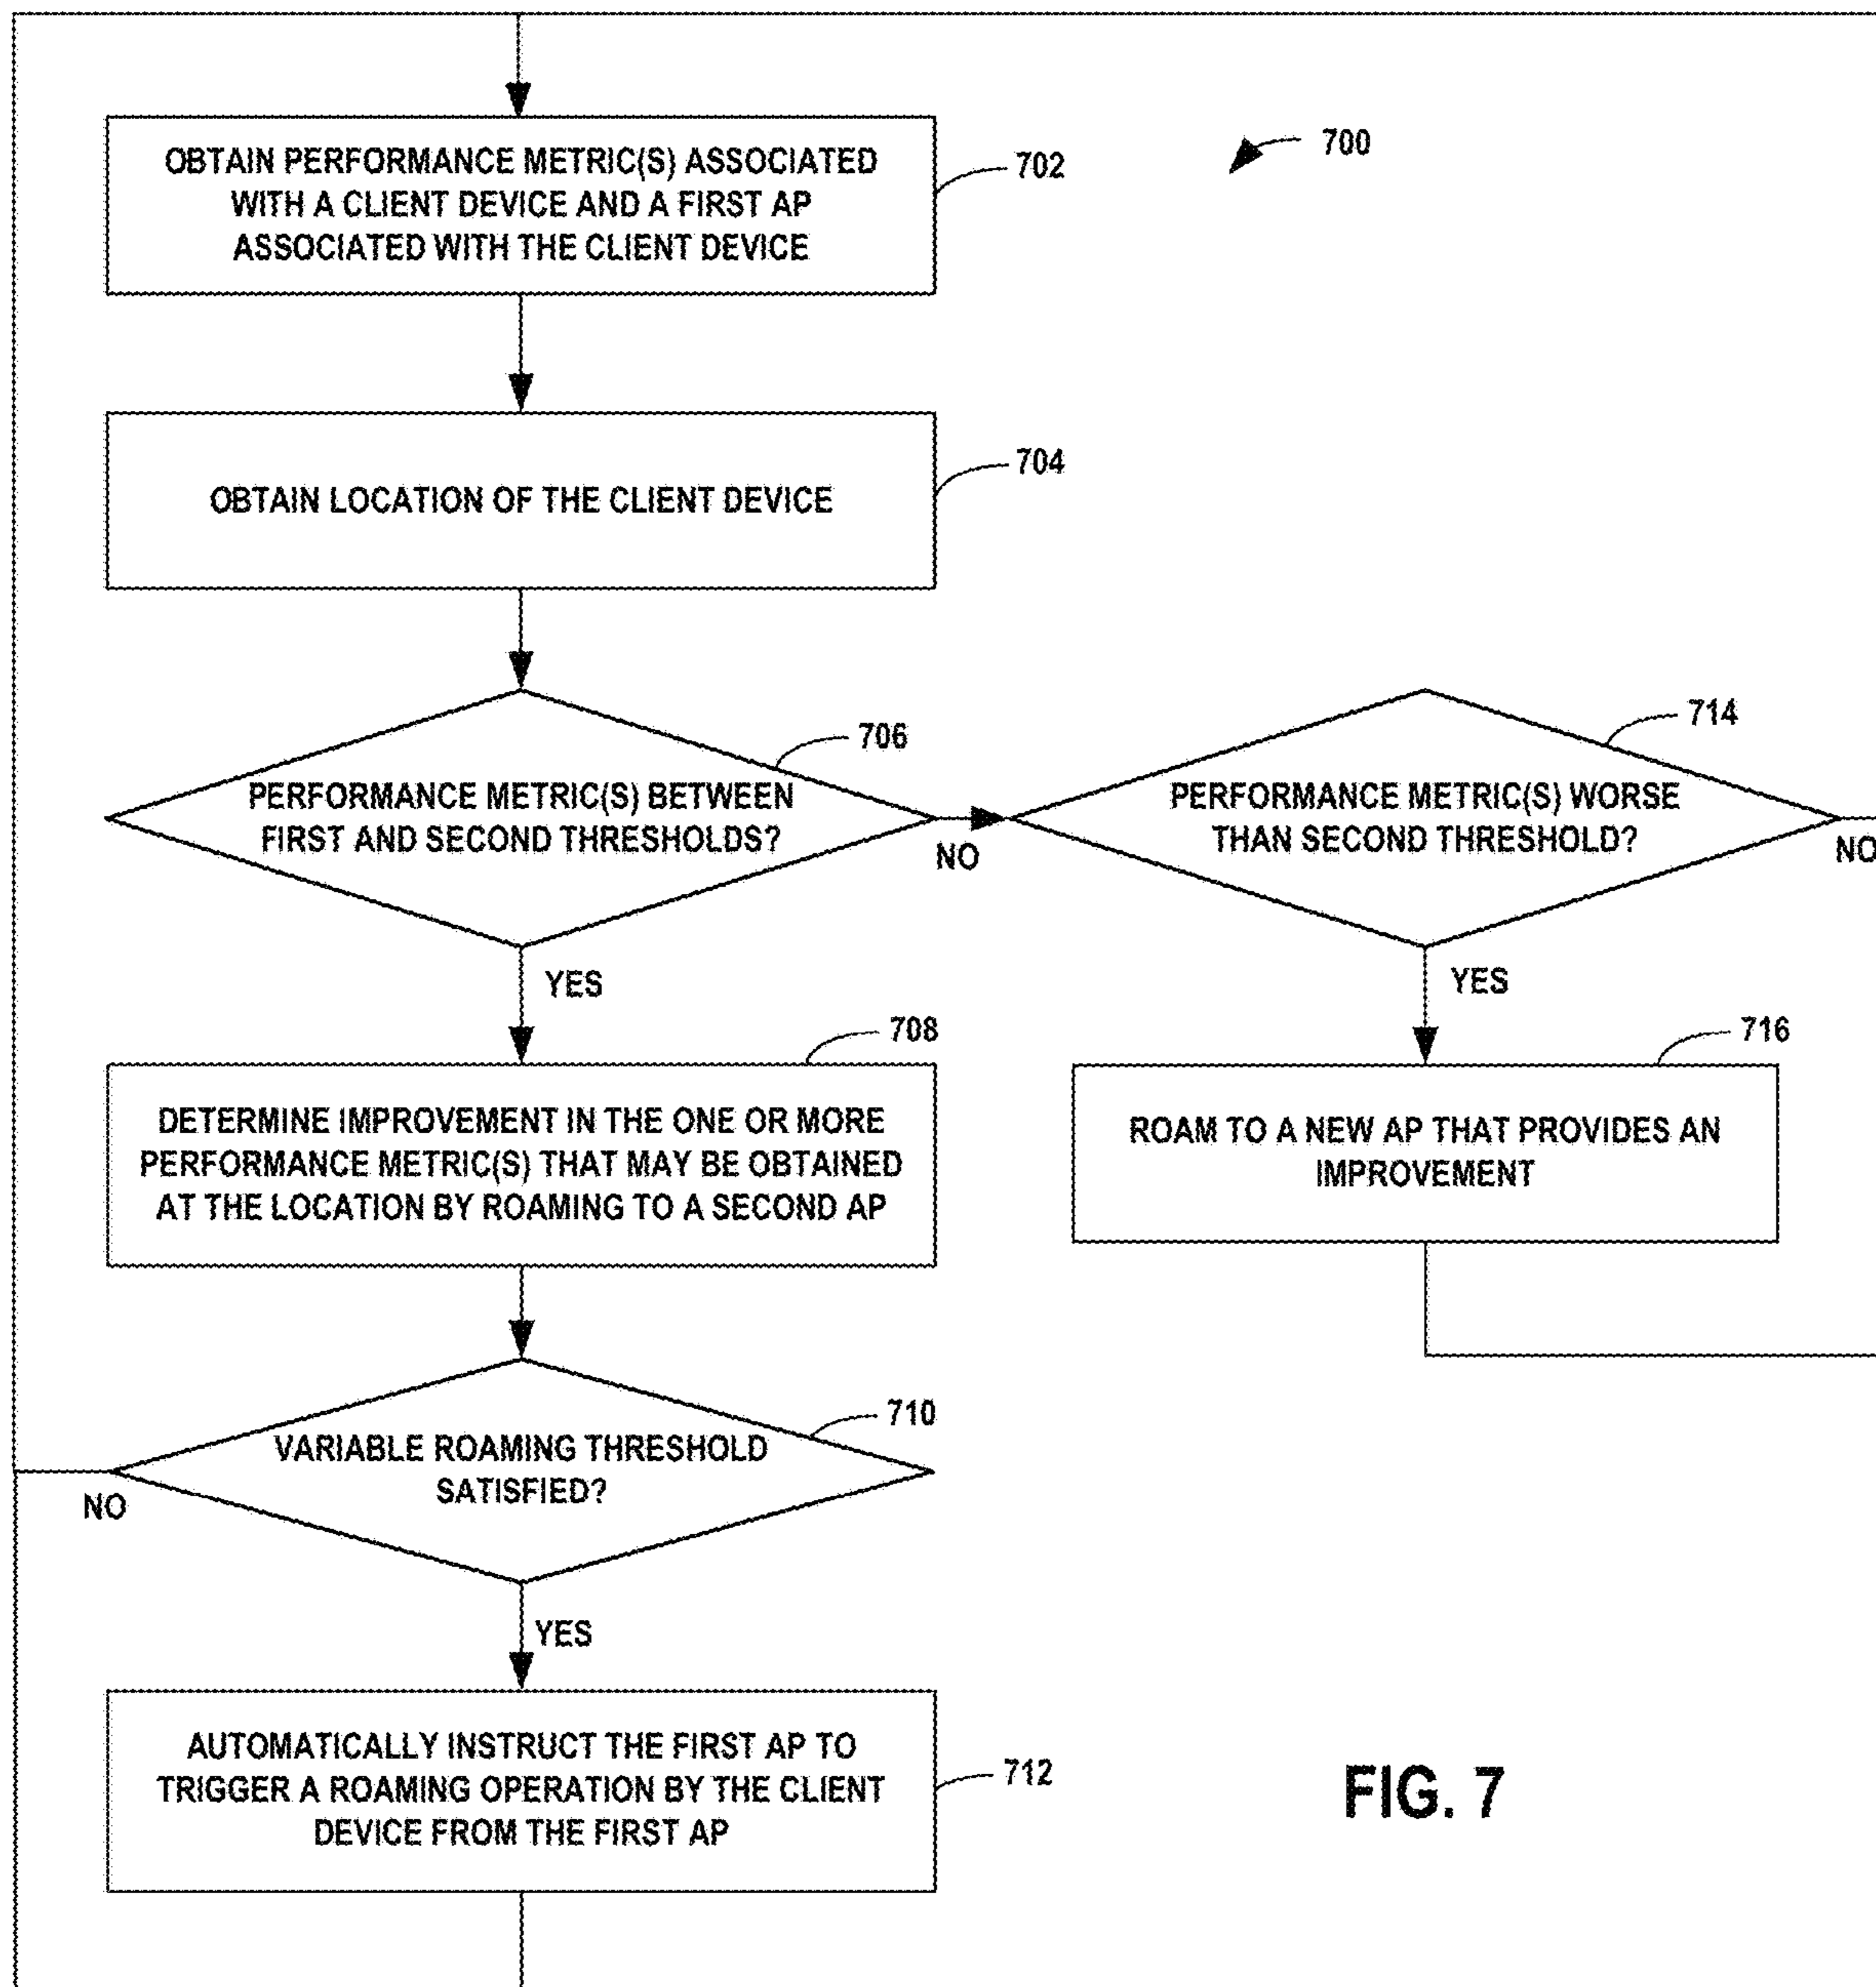 700
OBTAIN PERFORMANCE METRIC(S) ASSOCIATED
WITH A CLIENT DEVICE AND A FIRST AP
ASSOCIATED WITH THE CLIENT DEVICE
702
OBTAIN LOCATION OF THE CLIENT DEVICE
704
PERFORMANCE METRIC(S) BETWEEN
FIRST AND SECOND THRESHOLDS?
706
NO
YES
PERFORMANCE METRIC(S) WORSE
THAN SECOND THRESHOLD?
714
NO
YES
DETERMINE IMPROVEMENT IN THE ONE OR MORE
PERFORMANCE METRIC(S) THAT MAY BE OBTAINED
AT THE LOCATION BY ROAMING TO A SECOND AP
708
ROAM TO A NEW AP THAT PROVIDES AN
IMPROVEMENT
716
VARIABLE ROAMING THRESHOLD
SATISFIED?
710
NO
YES
AUTOMATICALLY INSTRUCT THE FIRST AP TO
TRIGGER A ROAMING OPERATION BY THE CLIENT
DEVICE FROM THE FIRST AP
712
FIG. 7